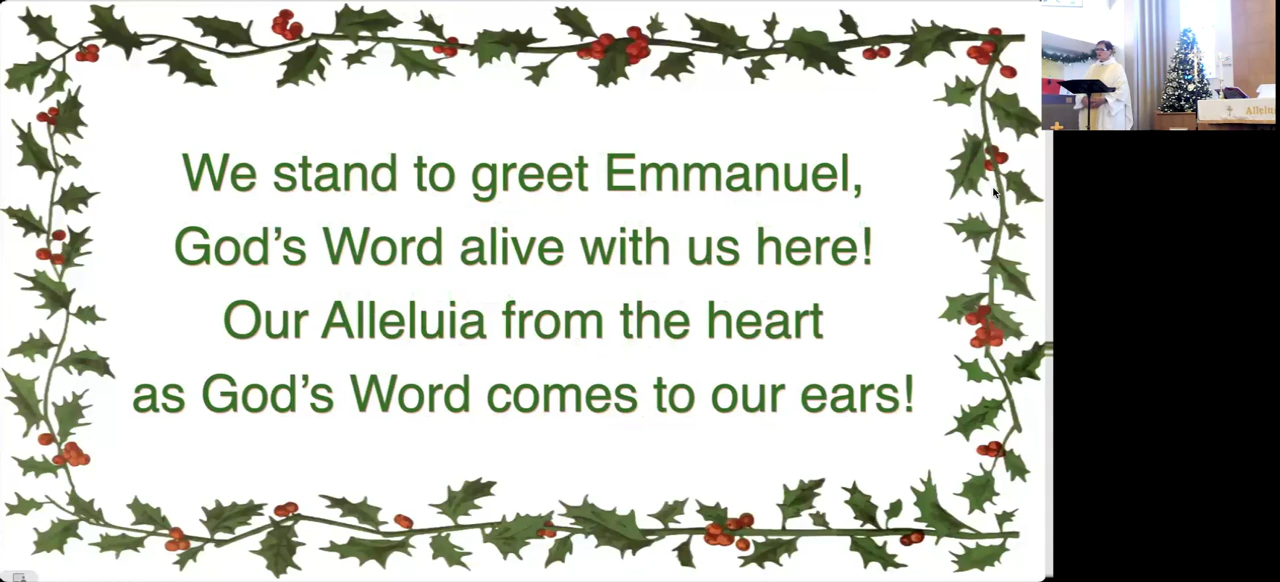 We stand to greet Emmanuel,
God’s Word alive with us here!
Our Alleluia from the heart
as God’s Word comes to our ears!